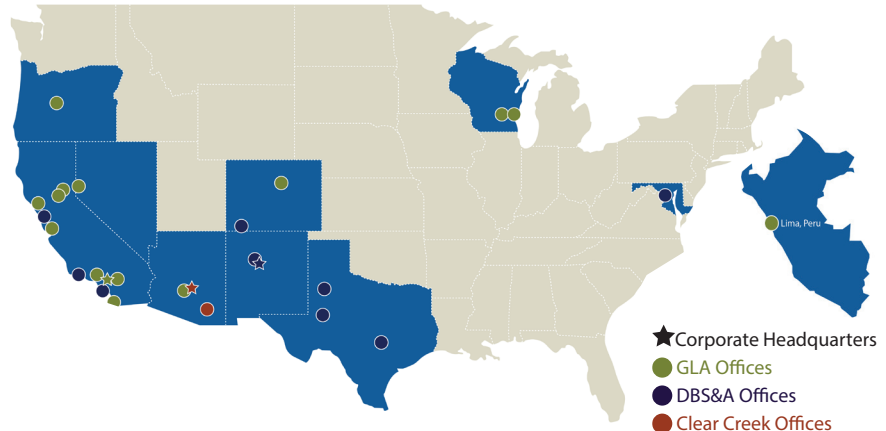 Lima, Peru
Corporate Headquarters
GLA Offices
DBS&A Offices
Clear Creek Offices